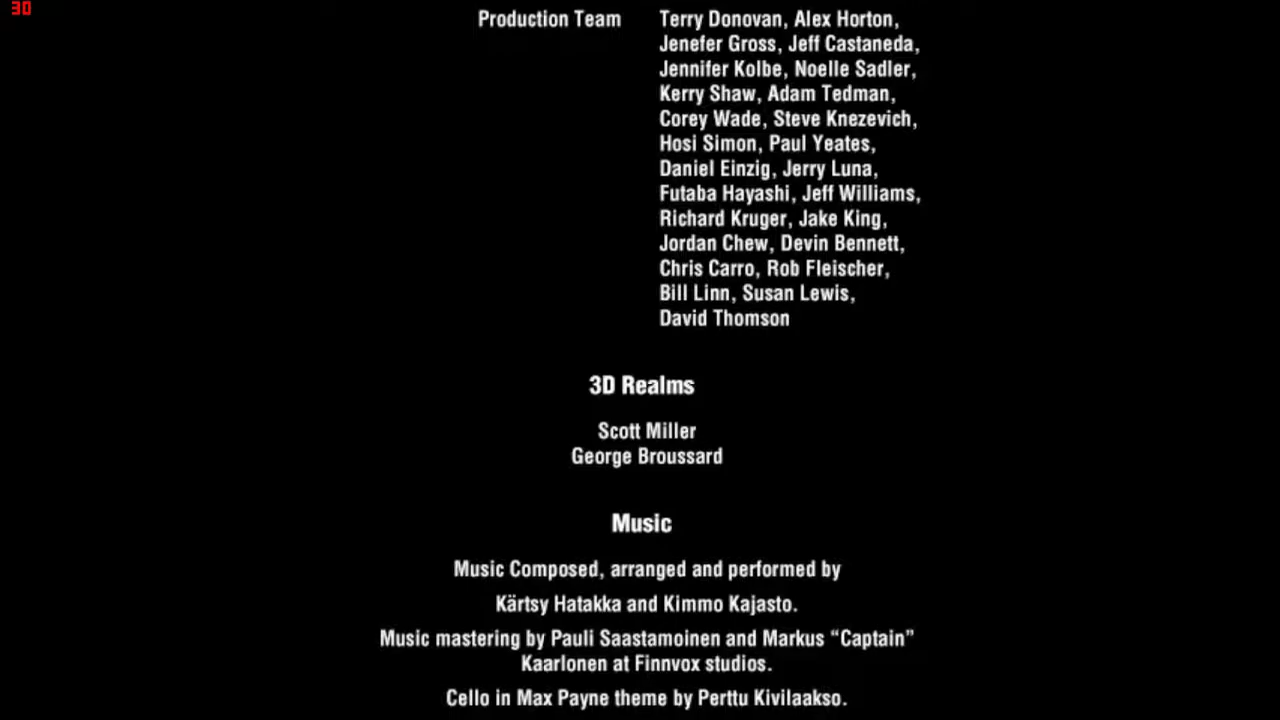 30
Production Team Terry Donovan, Alex Horton,
Jenefer Gross, Jeff Castaneda,
Jennifer Kolbe, Noelle Sadler,
Kerry Shaw, Adam Tedman,
Corey Wade, Steve Knezevich,
Hosi Simon, Paul Yeates,
Daniel Einzig, Jerry Luna,
Futaba Hayashi, Jeff Williams,
Richard Kruger, Jake King,
Jordan Chew, Devin Bennett,
Chris Carro, Rob Fleischer,
Bill Linn, Susan Lewis,
David Thomson
3D Realms
Scott Miller
George Broussard
Music
Music Composed, arranged and performed by
Kärtsy Hatakka and Kimmo Kajasto.
Music mastering by Pauli Saastamoinen and Markus “Captain”
Kaarlonen at Finnvox studios.
Cello in Max Payne theme by Perttu Kivilaakso.